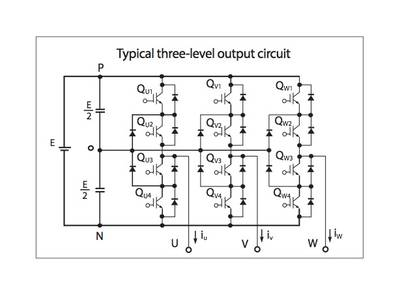 Typical three-level output circuit
P
QU1 QV1 QW1
E/2
QU2 QV2 QW2
E
QU3 QV3 QW3
E/2
QU4 QV4 QW4
N
U iu V iv W iW